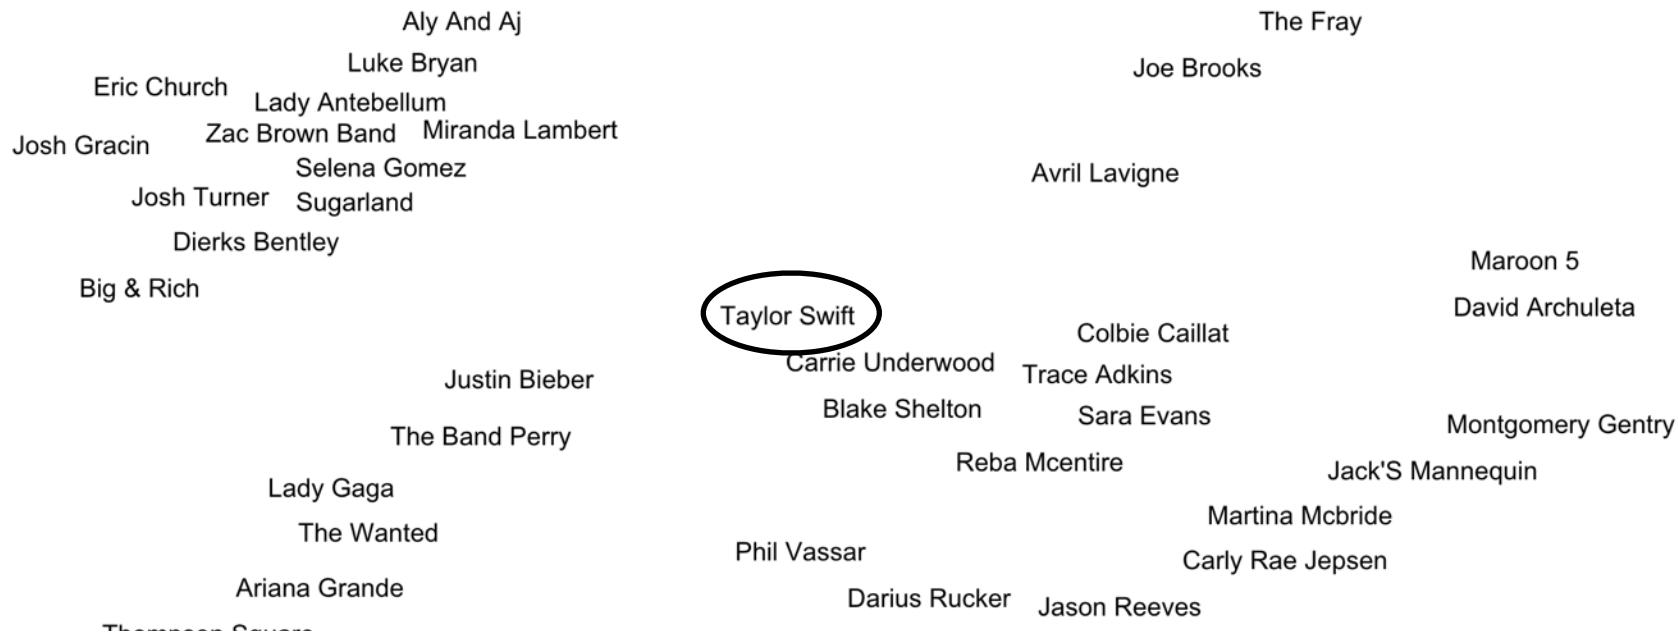 Aly And Aj
The Fray
Luke Bryan
Joe Brooks
Eric Church
Lady Antebellum
Zac Brown Band
Miranda Lambert
Josh Gracin
Selena Gomez
Avril Lavigne
Josh Turner
Sugarland
Dierks Bentley
Maroon 5
Big & Rich
David Archuleta
Taylor Swift
Colbie Caillat
Carrie Underwood
Trace Adkins
Justin Bieber
Blake Shelton
Sara Evans
Montgomery Gentry
The Band Perry
Reba Mcentire
Jack'S Mannequin
Lady Gaga
Martina Mcbride
The Wanted
Phil Vassar
Carly Rae Jepsen
Ariana Grande
Darius Rucker
Jason Reeves
Thompson Square